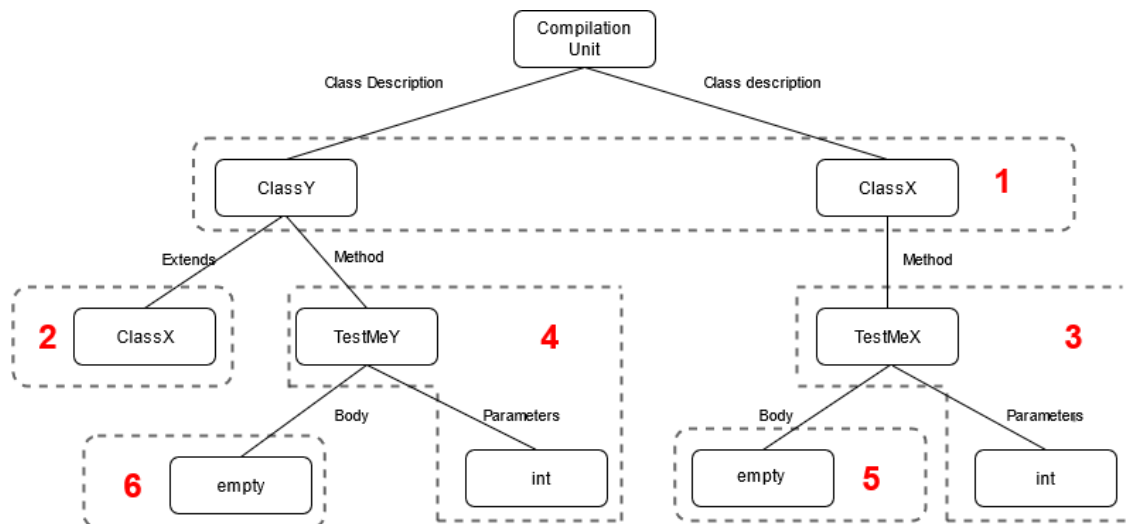 Compilation
Unit
Class Description
Class description
ClassY
ClassX
1
Extends
Method
Method
2
ClassX
TestMeY
4
TestMeX
3
Body
Parameters
Body
Parameters
6
empty
int
empty
5
int